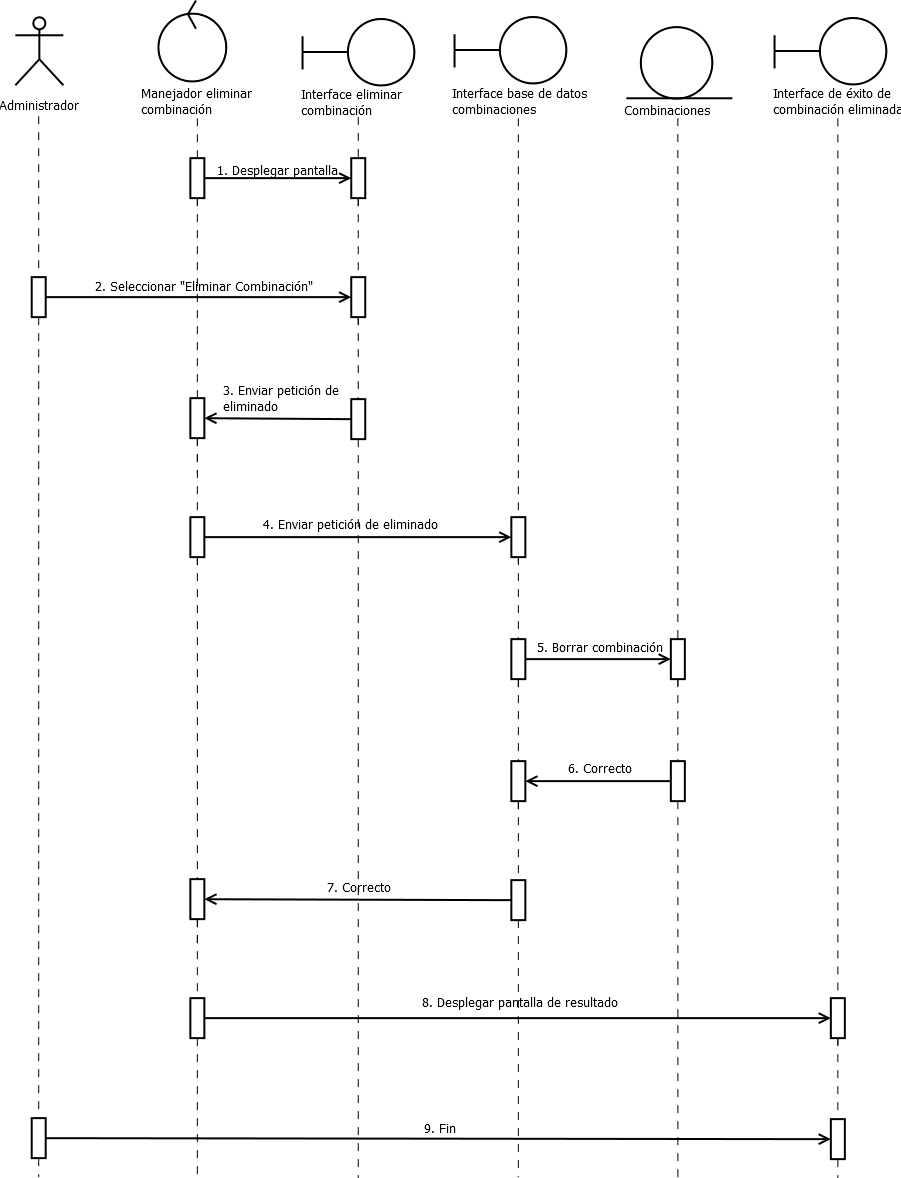 Administrador
Manejador eliminar
combinación
Interface eliminar
combinación
Interface base de datos
combinaciones
Combinaciones
Interface de éxito de
combinación eliminada
1. Desplegar pantalla
2. Seleccionar "Eliminar Combinación"
3. Enviar petición de
eliminado
4. Enviar petición de eliminado
5. Borrar combinación
6. Correcto
7. Correcto
8. Desplegar pantalla de resultado
9. Fin